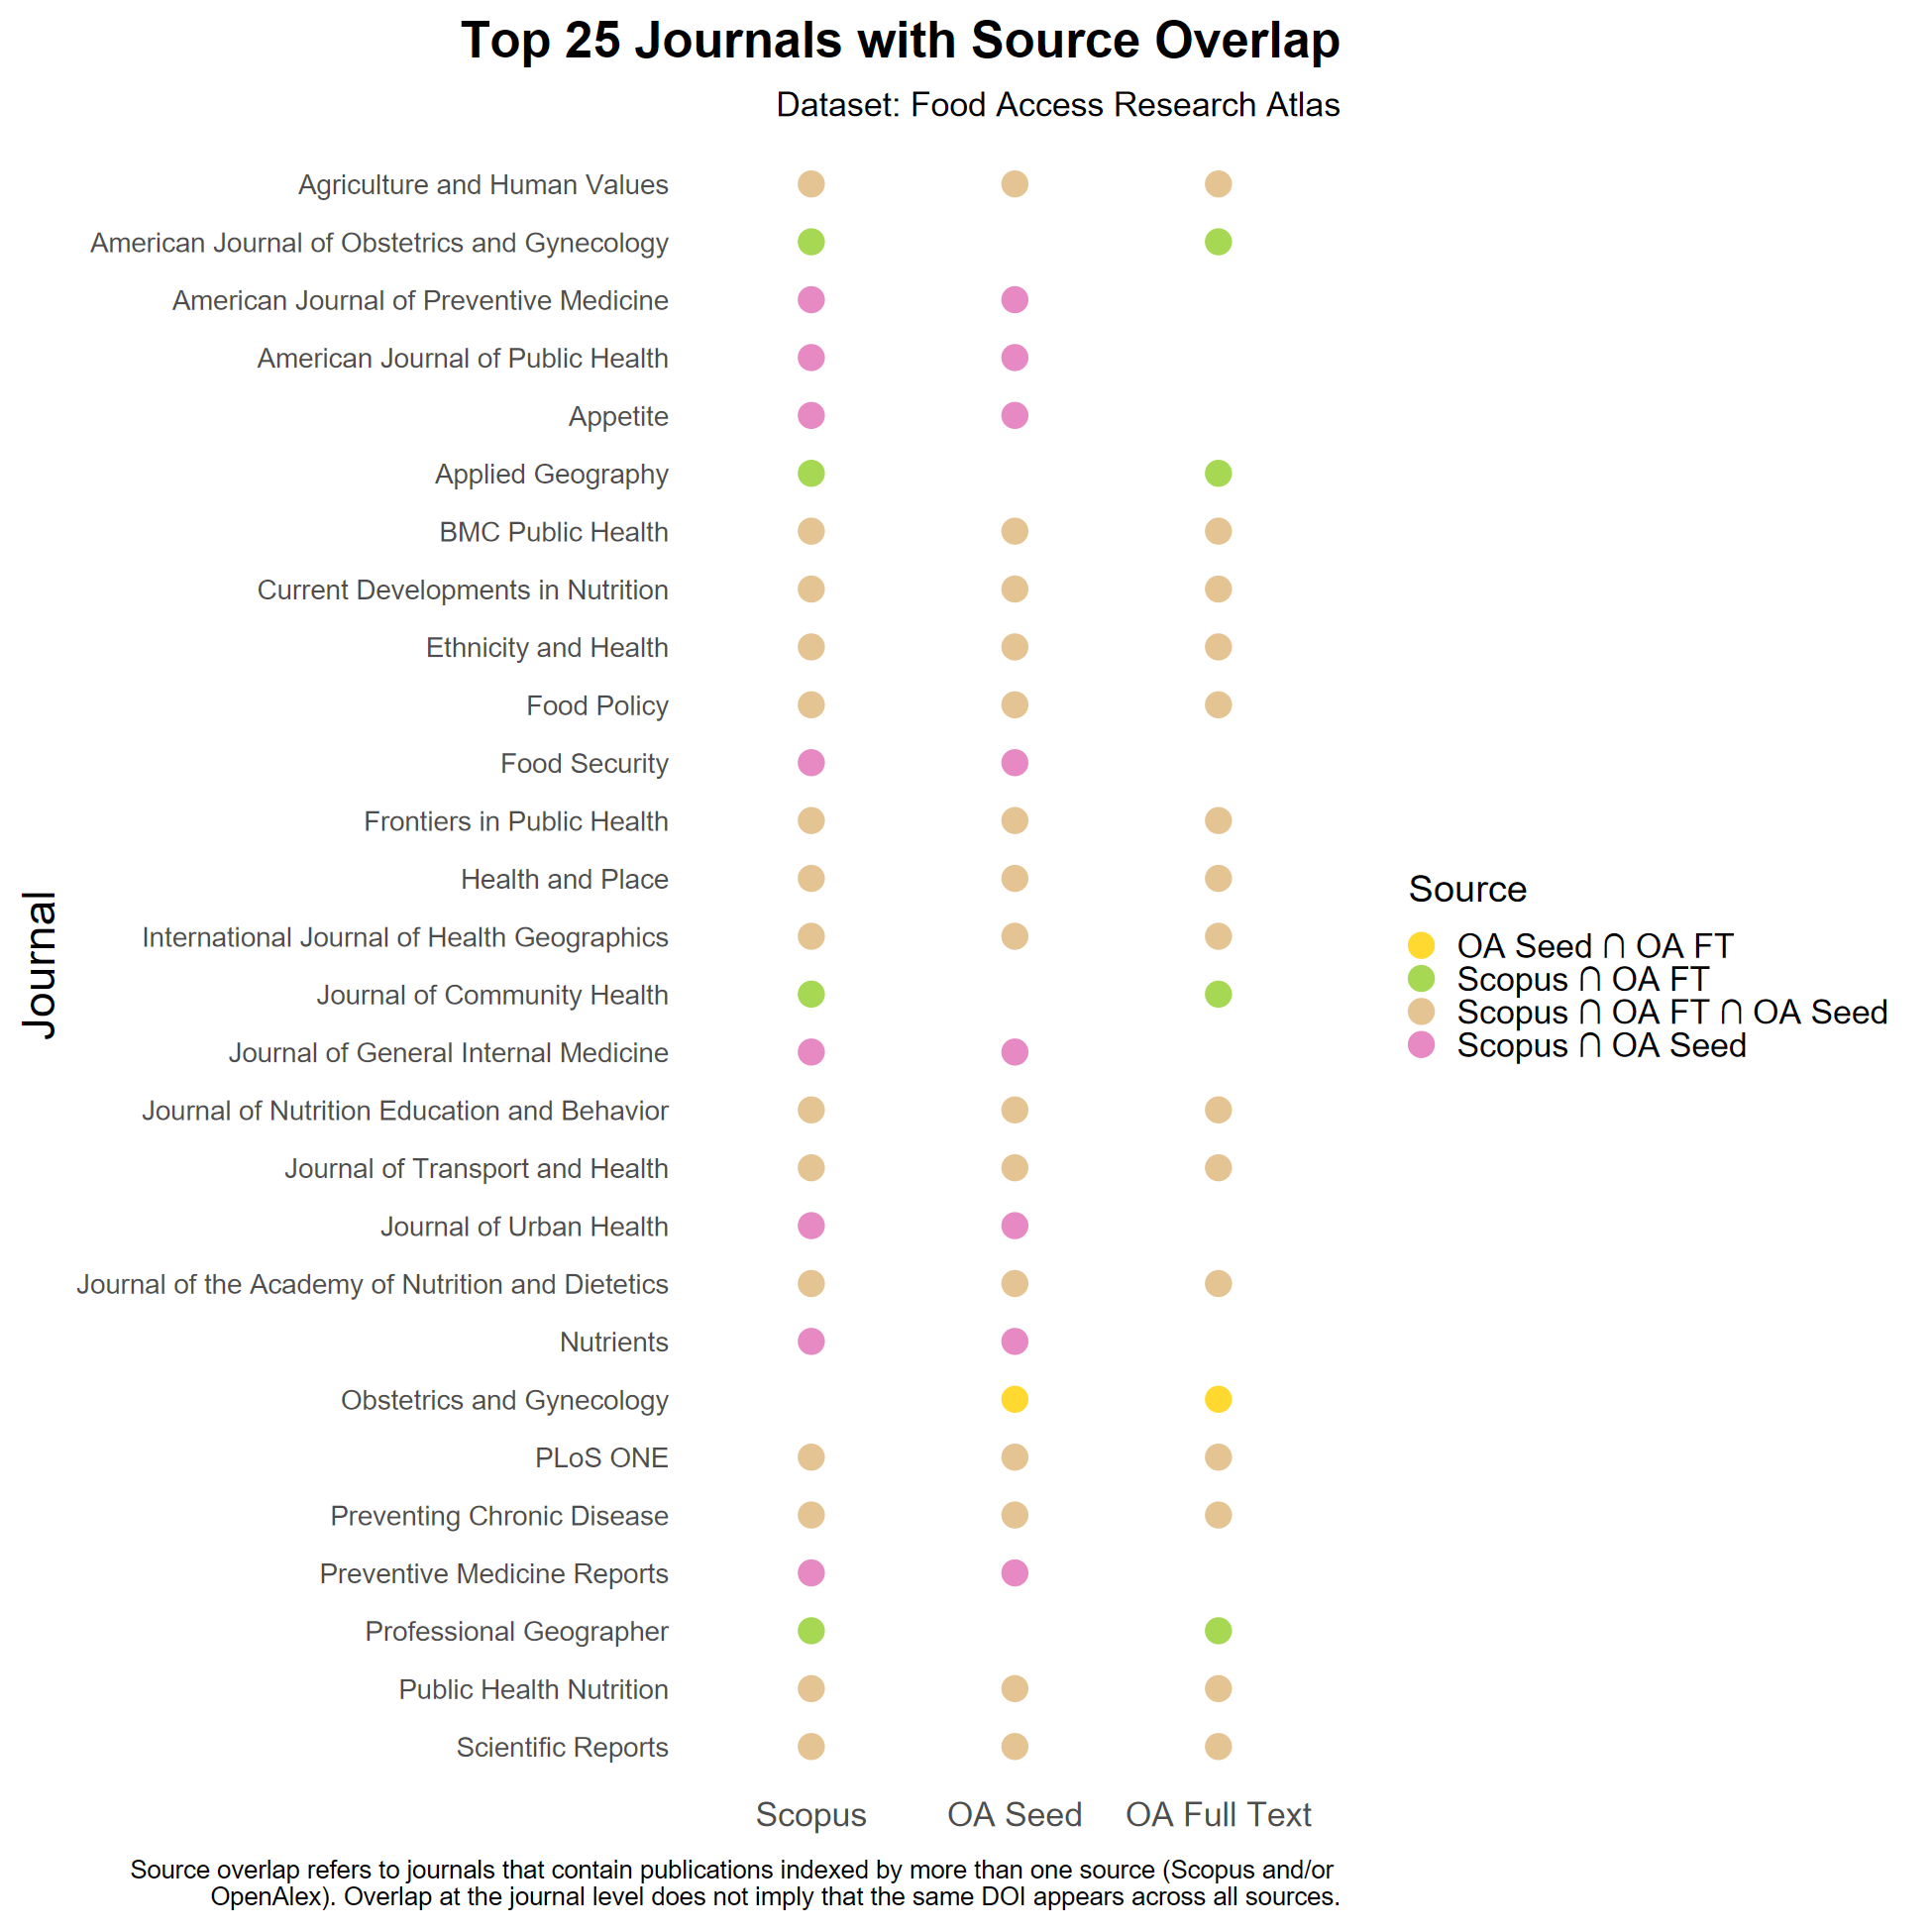 Top 25 Journals with Source Overlap
Dataset: Food Access Research Atlas
Journal
Agriculture and Human Values
American Journal of Obstetrics and Gynecology
American Journal of Preventive Medicine
American Journal of Public Health
Appetite
Applied Geography
BMC Public Health
Current Developments in Nutrition
Ethnicity and Health
Food Policy
Food Security
Frontiers in Public Health
Health and Place
International Journal of Health Geographics
Journal of Community Health
Journal of General Internal Medicine
Journal of Nutrition Education and Behavior
Journal of Transport and Health
Journal of Urban Health
Journal of the Academy of Nutrition and Dietetics
Nutrients
Obstetrics and Gynecology
PLoS ONE
Preventing Chronic Disease
Preventive Medicine Reports
Professional Geographer
Public Health Nutrition
Scientific Reports
Scopus OA Seed OA Full Text
Source
OA Seed ∩ OA FT
Scopus ∩ OA FT
Scopus ∩ OA FT ∩ OA Seed
Scopus ∩ OA Seed
Source overlap refers to journals that contain publications indexed by more than one source (Scopus and/or
OpenAlex). Overlap at the journal level does not imply that the same DOI appears across all sources.